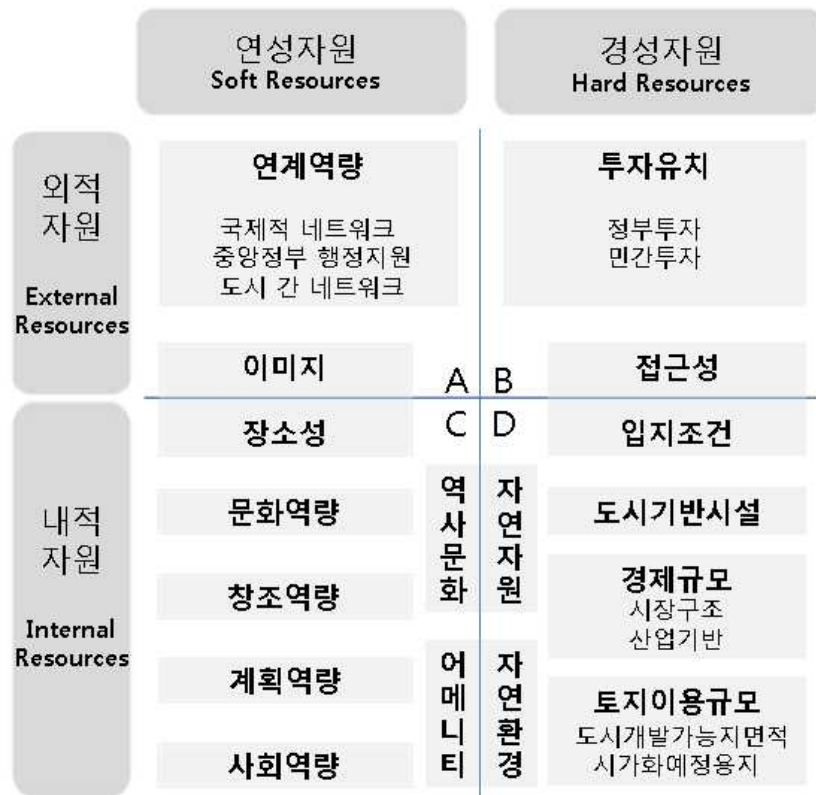 연성자원
Soft Resources
경성자원
Hard Resources
외적
자원
External
Resources
연계역량
국제적 네트워크
중앙정부 행정지원
도시 간 네트워크
투자유치
정부투자
민간투자
이미지
A
B
접근성
내적
자원
Internal
Resources
장소성
C
D
입지조건
문화역량
창조역량
계획역량
사회역량
역사문화
자연자원
어메니티
자연환경
도시기반시설
경제규모
시장구조
산업기반
토지이용규모
도시개발가능지면적
시가화예정용지